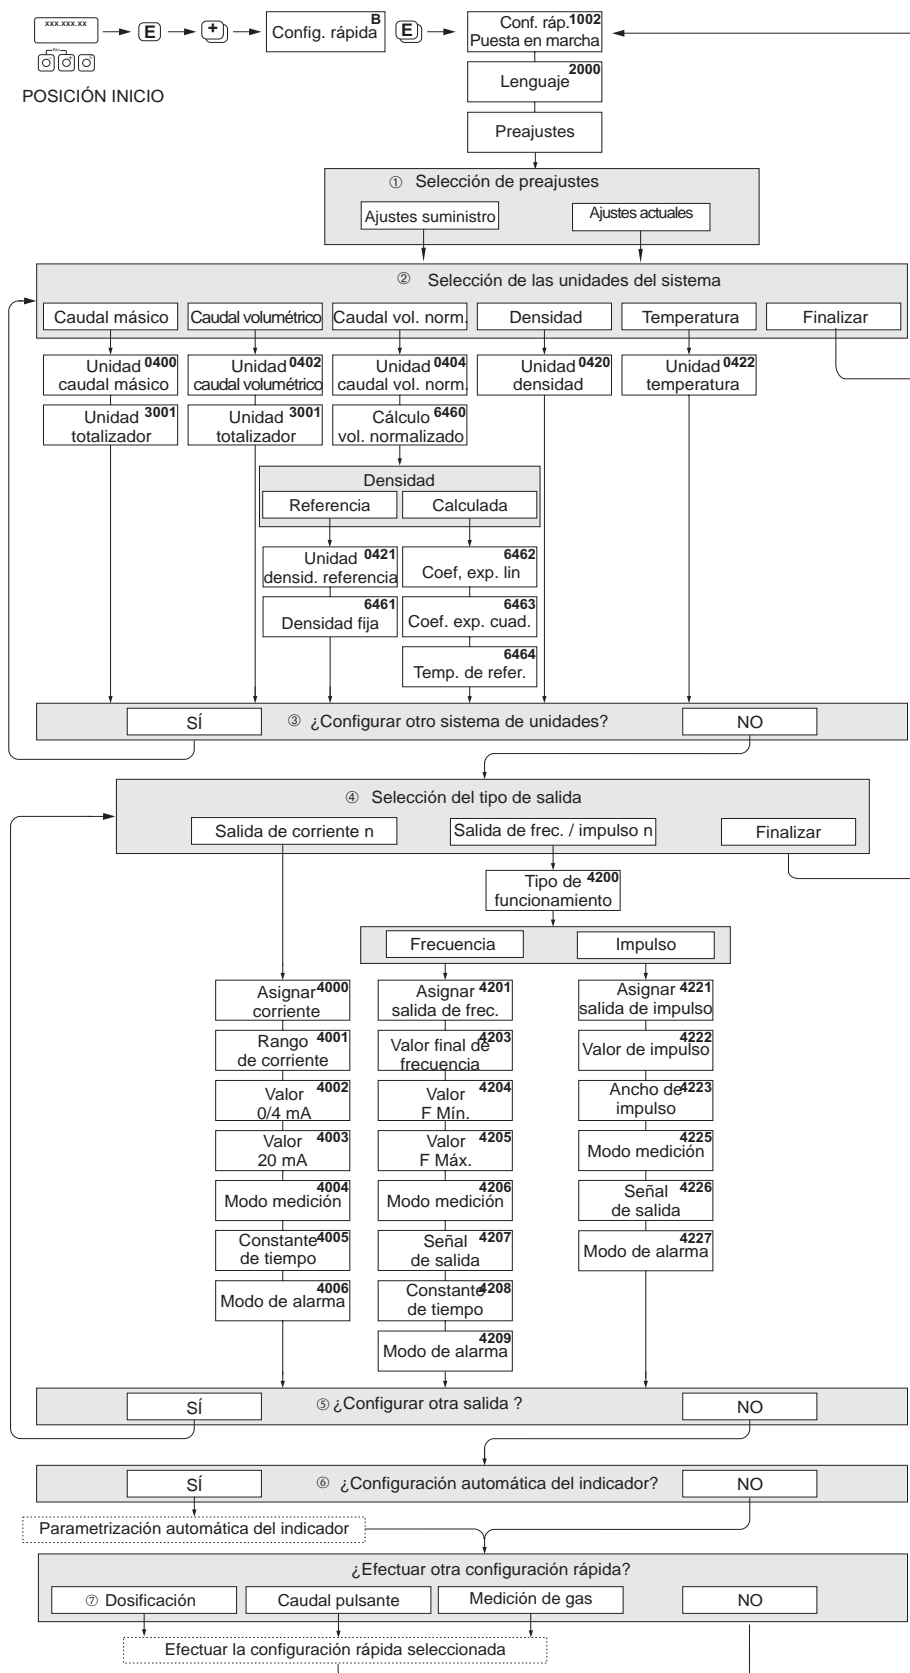 xxx.xxx.xx
Esc
E
+
B
Config. rápida
E
Conf. ráp.1002
Puesta en marcha
POSICIÓN INICIO
2000
Lenguaje
Preajustes
① Selección de preajustes
Ajustes suministro
Ajustes actuales
② Selección de las unidades del sistema
Caudal másico
Caudal volumétrico
Caudal vol. norm.
Densidad
Temperatura
Finalizar
Unidad 0400
caudal másico
Unidad 0402
caudal volumétrico
Unidad 0404
caudal vol. norm.
Unidad 0420
densidad
Unidad 0422
temperatura
Unidad 3001
totalizador
Unidad 3001
totalizador
Cálculo 6460
vol. normalizado
Densidad
Referencia
Calculada
Unidad 0421
densid. referencia
6462
Coef, exp. lin
6461
Densidad fija
6463
Coef. exp. cuad.
6464
Temp. de refer.
SÍ
③ ¿Configurar otro sistema de unidades?
NO
④ Selección del tipo de salida
Salida de corriente n
Salida de frec. / impulso n
Finalizar
Tipo de 4200
funcionamiento
Frecuencia
Impulso
Asignar 4000
corriente
Asignar 4201
salida de frec.
Asignar 4221
salida de impulso
Rango 4001
de corriente
4203
Valor final de
frecuencia
4222
Valor de impulso
Valor 4002
0/4 mA
Valor 4204
F Mín.
Ancho de 4223
impulso
Valor 4003
20 mA
Valor 4205
F Máx.
4225
Modo medición
4004
Modo medición
4206
Modo medición
Señal 4226
de salida
Constante 4005
de tiempo
Señal 4207
de salida
4227
Modo de alarma
4006
Modo de alarma
Constante 4208
de tiempo
4209
Modo de alarma
SÍ
⑤ ¿Configurar otra salida ?
NO
SÍ
⑥ ¿Configuración automática del indicador?
NO
Parametrización automática del indicador
¿Efectuar otra configuración rápida?
⑦ Dosificación
Caudal pulsante
Medición de gas
NO
Efectuar la configuración rápida seleccionada